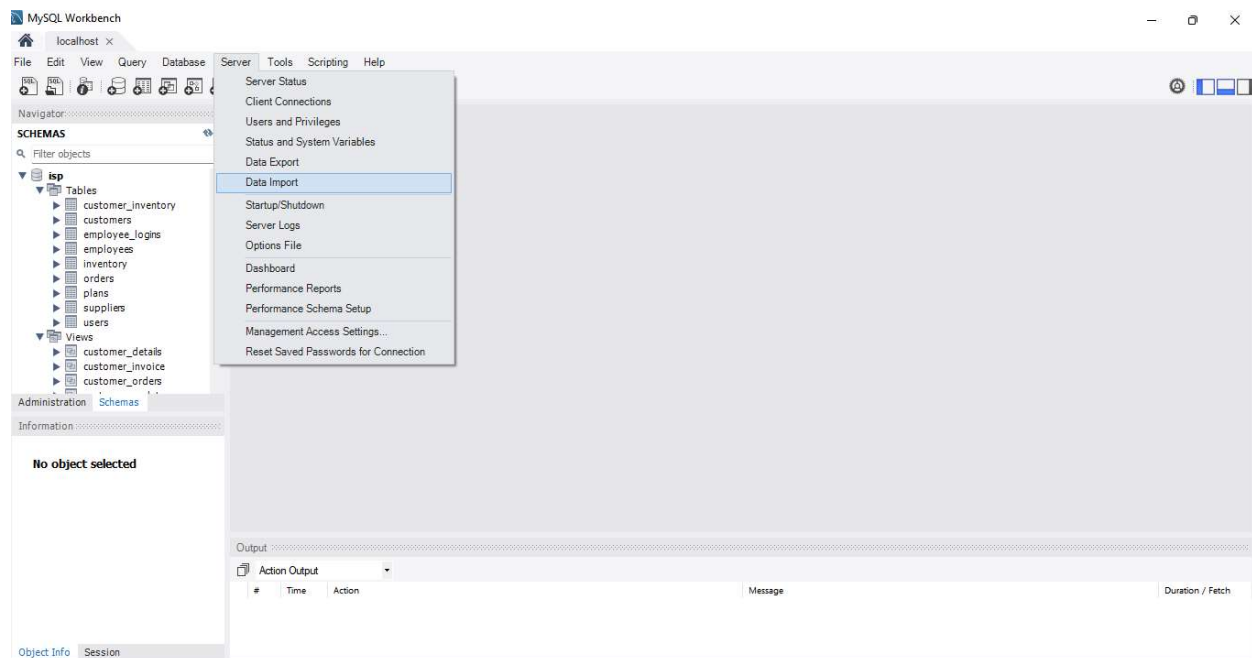 MySQL Workbench
localhost
File Edit View Query Database Server Tools Scripting Help
Navigator
SCHEMAS
Filter objects
isp
Tables
customer_inventory
customers
employee_logins
employees
inventory
orders
plans
suppliers
users
Views
customer_details
customer_invoice
customer_orders
Administration Schemas
Information
No object selected
Object Info Session
Server Status
Client Connections
Users and Privileges
Status and System Variables
Data Export
Data Import
Startup/Shutdown
Server Logs
Options File
Dashboard
Performance Reports
Performance Schema Setup
Management Access Settings...
Reset Saved Passwords for Connection
Output
Action Output
# Time Action Message Duration / Fetch